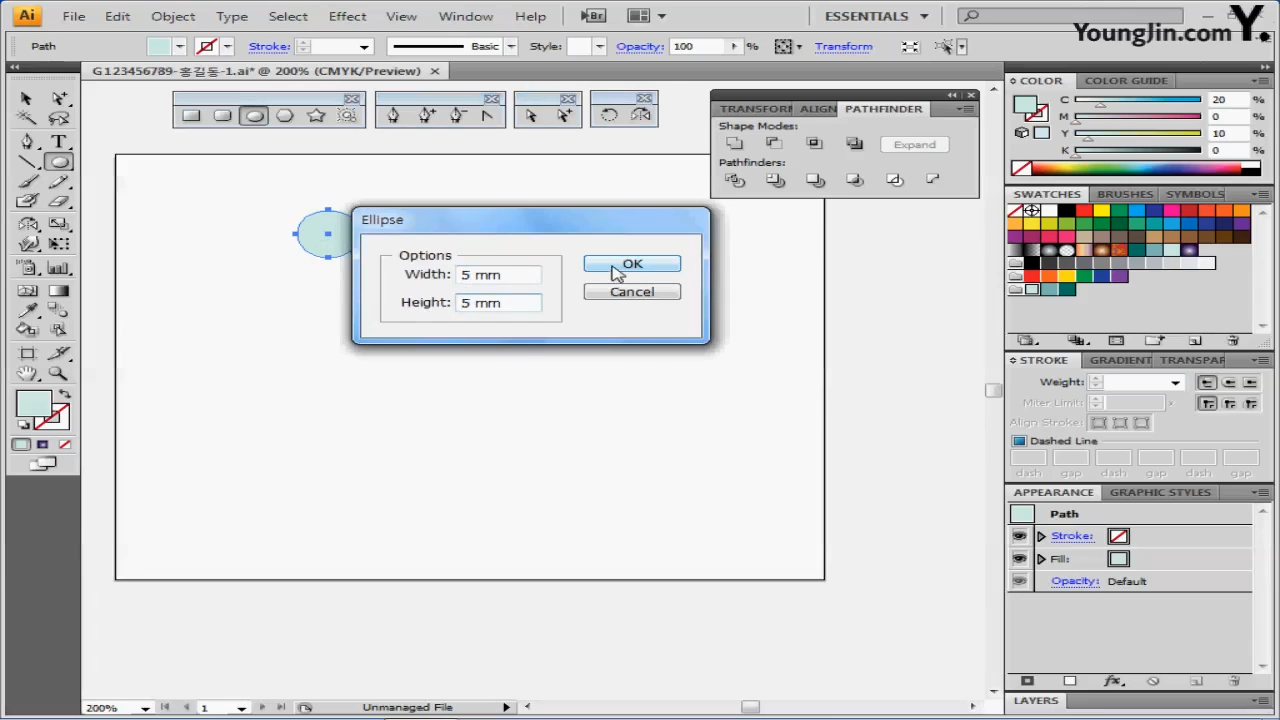 Ai File Edit Object Type Select Effect View Window Help Br ESSENTIALS
YoungJin.com Y.
Path Stroke: Basic Style: Opacity: 100 % Transform
G123456789-홍길동-1.ai* @ 200% (CMYK/Preview)
TRANSFORM ALIGN PATHFINDER
Shape Modes:
Expand
Pathfinders:
COLOR COLOR GUIDE
C 20 %
M 0 %
Y 10 %
K 0 %
SWATCHES BRUSHES SYMBOLS
Ellipse
Options
Width: 5 mm
Height: 5 mm
OK
Cancel
STROKE GRADIENT TRANSPAR
Weight:
Miter Limit: x
Align Stroke:
Dashed Line
dash gap dash gap dash gap
APPEARANCE GRAPHIC STYLES
Path
Stroke:
Fill:
Opacity: Default
LAYERS
200% 1 Unmanaged File